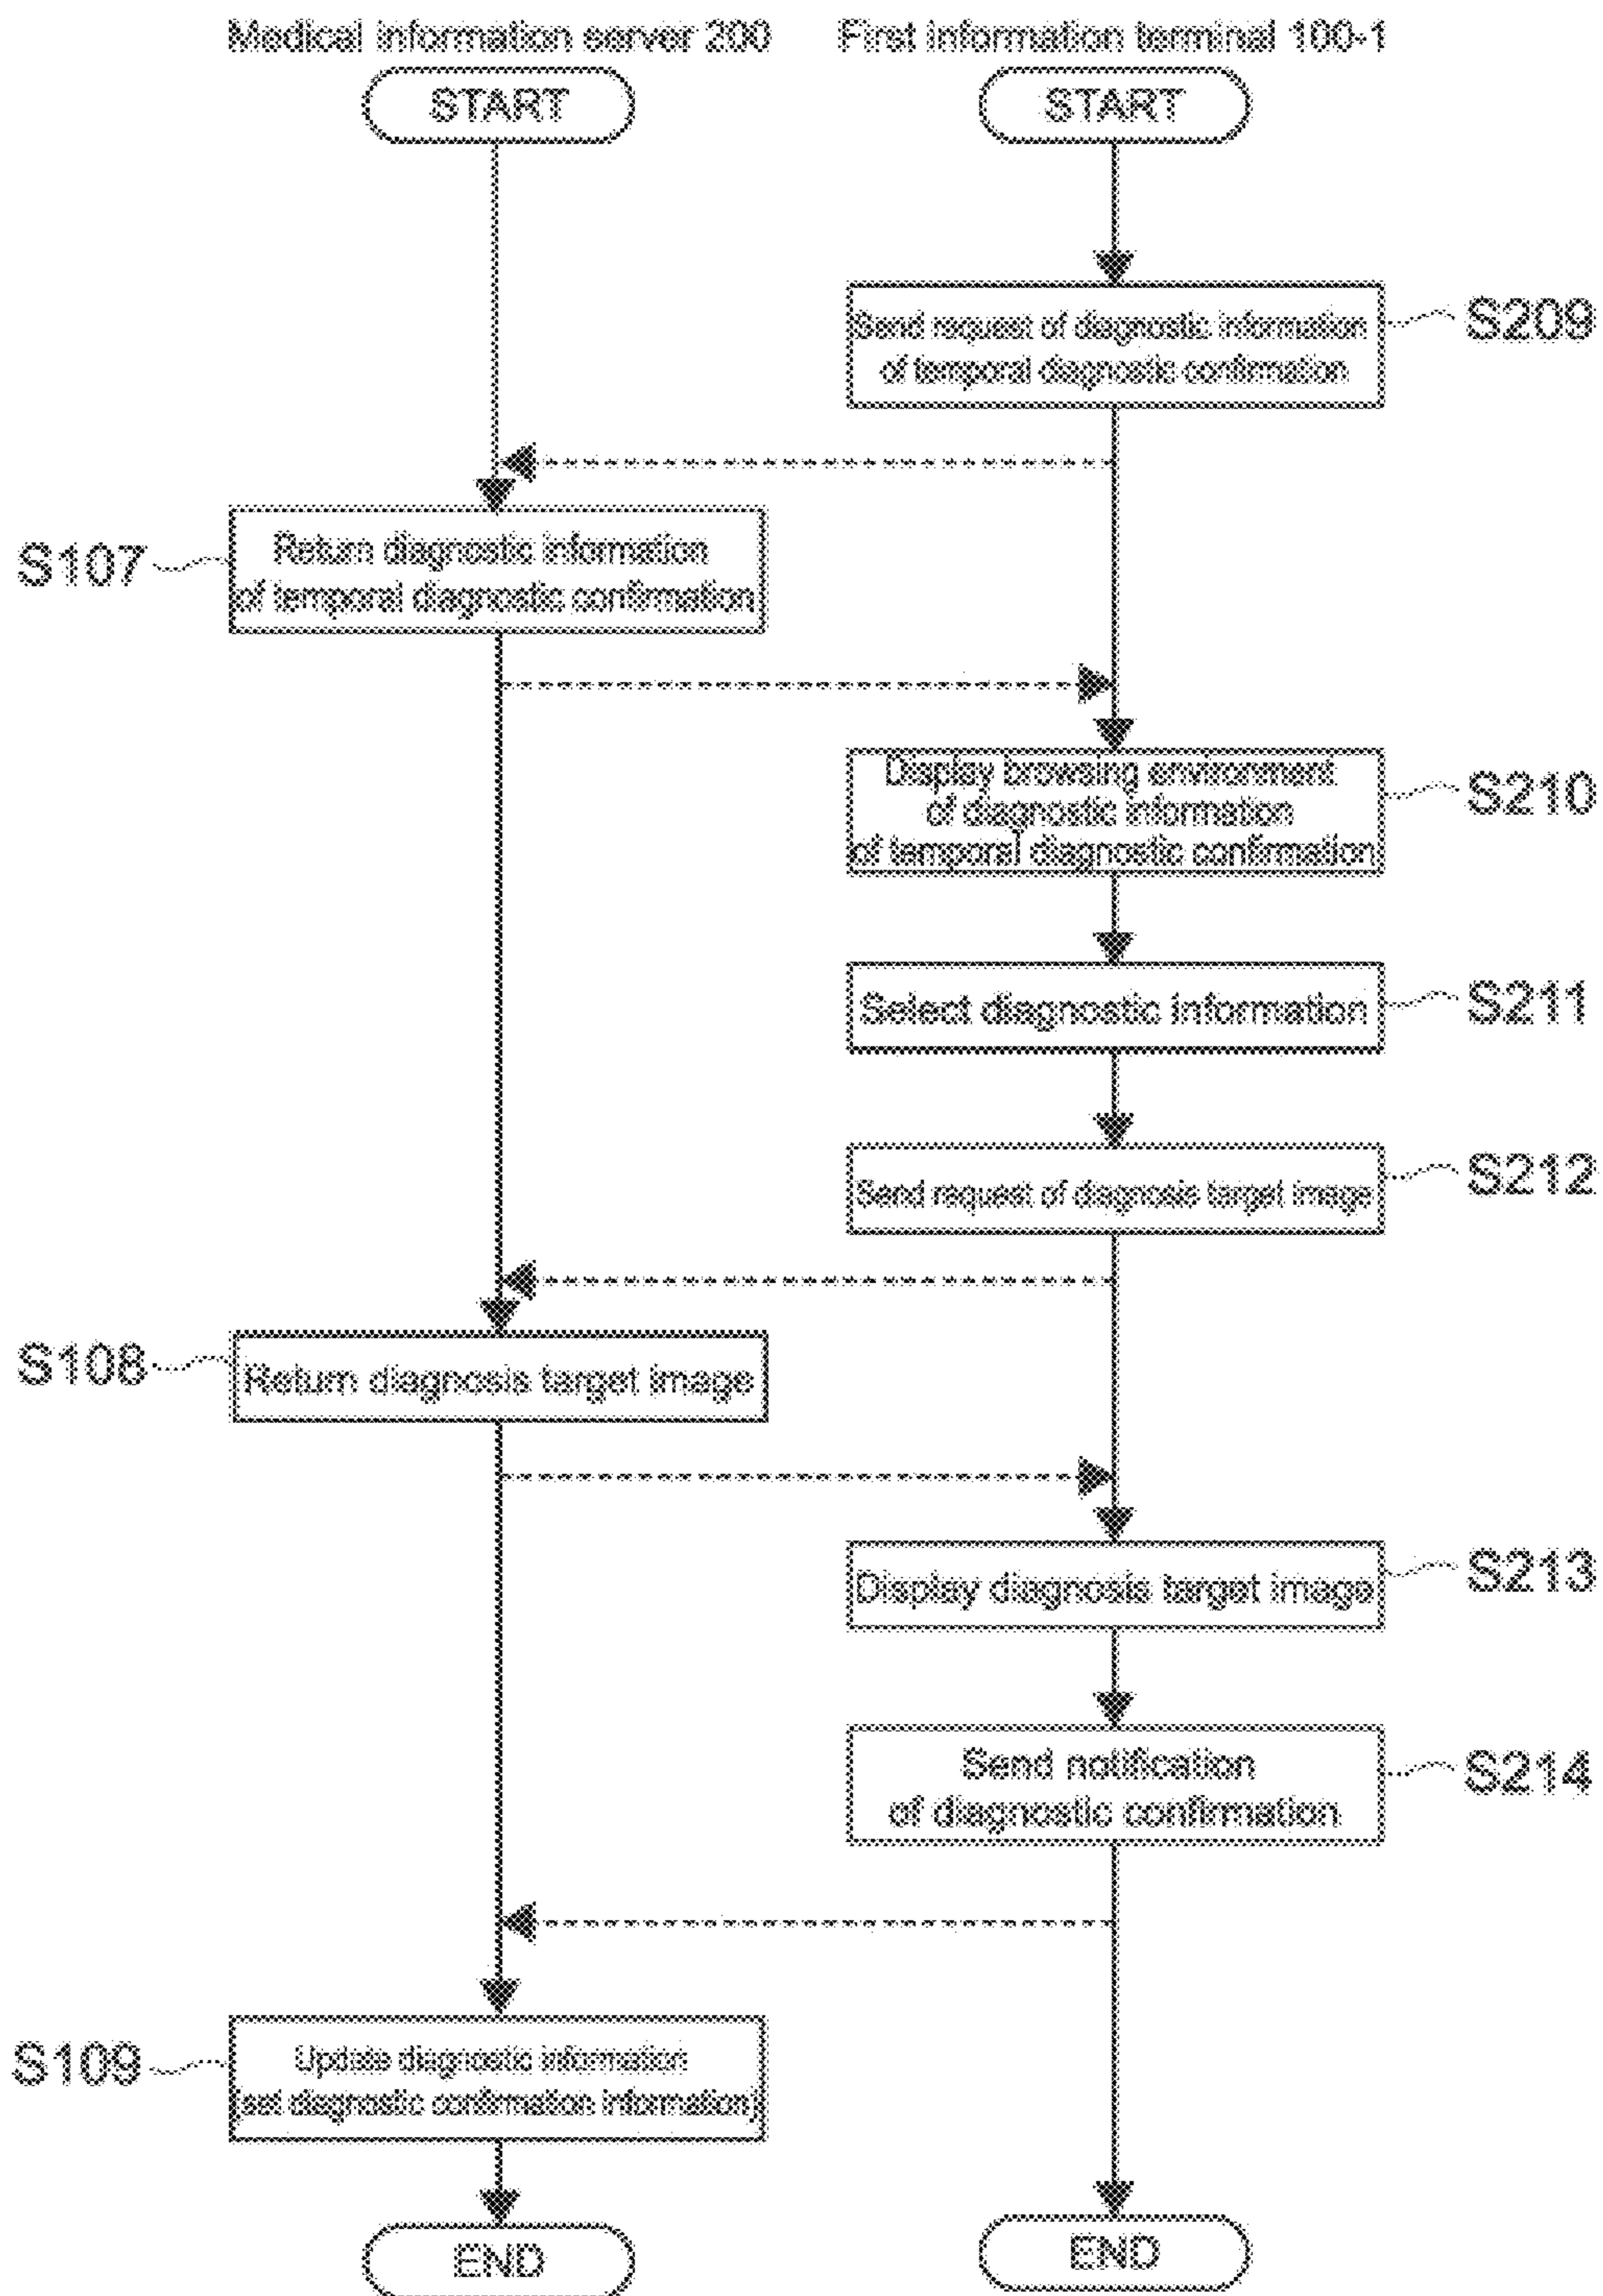 Medical information server 200
First information terminal 100-1
START
START
Send request of diagnostic information
of temporal diagnostic confirmation
S209
S107
Return diagnostic information
of temporal diagnostic confirmation
Display browsing environment
of diagnostic information
of temporal diagnostic confirmation
S210
Select diagnostic information
S211
Send request of diagnosis target image
S212
S108
Return diagnosis target image
Display diagnosis target image
S213
Send notification
of diagnostic confirmation
S214
S109
Update diagnostic information
(set diagnostic confirmation information)
END
END